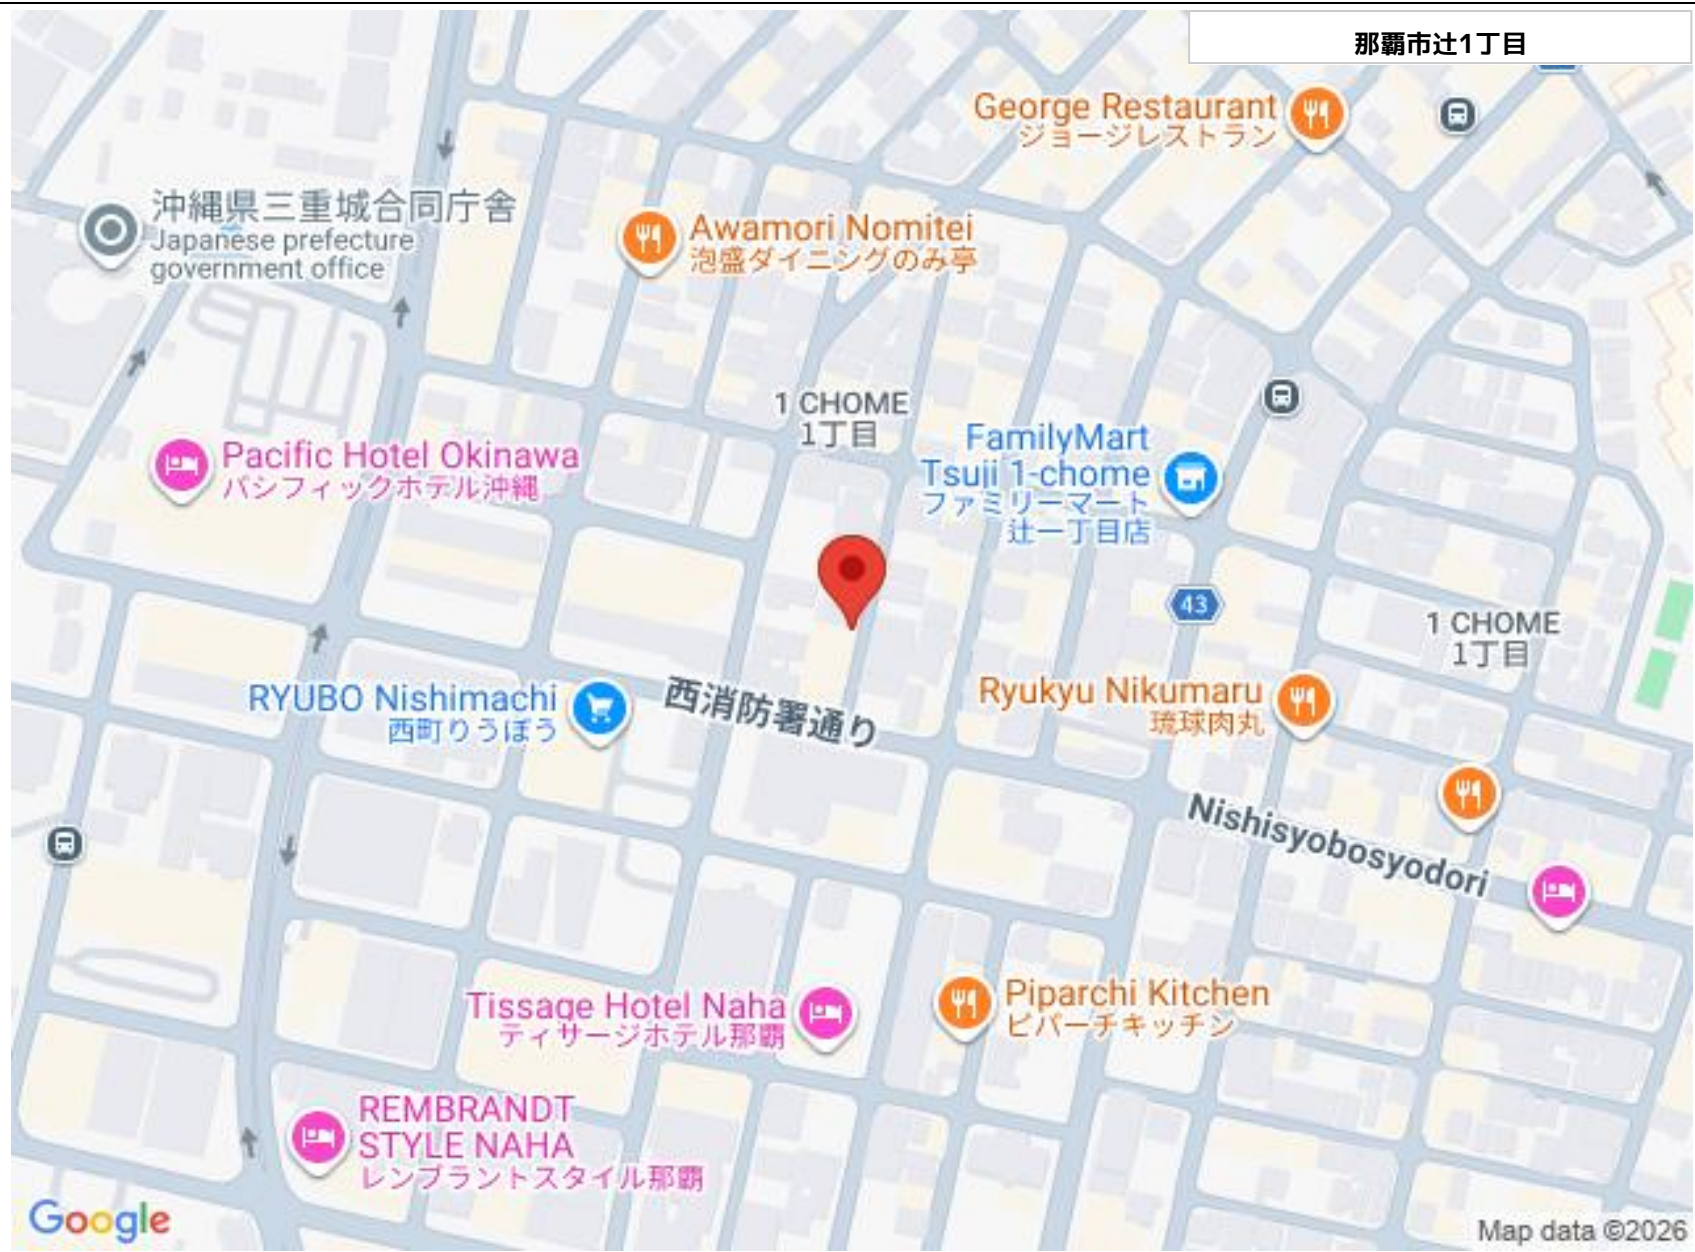 那覇市辻1丁目
George Restaurant
ジョージレストラン
沖縄県三重城合同庁舎
Japanese prefecture
government office
Awamori Nomitei
泡盛ダイニングのみ亭
1 CHOME
1丁目
FamilyMart
Tsuji 1-chome
ファミリーマート
辻一丁目店
Pacific Hotel Okinawa
パシフィックホテル沖縄
43
1 CHOME
1丁目
RYUBO Nishimachi
西町りうぼう
西消防署通り
Ryukyu Nikumaru
琉球肉丸
Nishisyobosyodori
Tissage Hotel Naha
ティサージホテル那覇
Piparchi Kitchen
ピパーチキッチン
REMBRANDT
STYLE NAHA
レンブラントスタイル那覇
Google
Map data ©2026